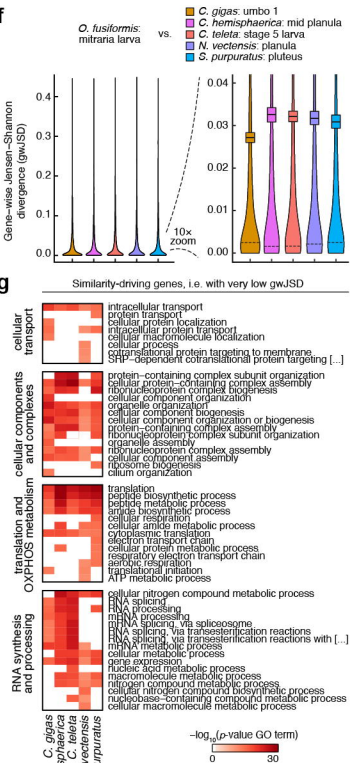 f
O. fusiformis:
mitraria larva
vs.
C. gigas: umbo 1
C. hemisphaerica: mid planula
C. teleta: stage 5 larva
N. vectensis: planula
S. purpuratus: pluteus
Gene-wise Jensen-Shannon
divergence (gwJSD)
0.4
0.3
0.2
0.1
0.0
10×
zoom
0.04
0.03
0.02
0.01
0.00
g
Similarity-driving genes, i.e. with very low gwJSD
cellular
transport
intracellular transport
protein transport
cellular protein localization
intracellular protein transport
cellular macromolecule localization
cellular process
cotranslational protein targeting to membrane
SRP-dependent cotranslational protein targeting [...]
cellular components
and complexes
protein-containing complex subunit organization
cellular protein-containing complex assembly
ribonucleoprotein complex biogenesis
cellular component organization
organelle organization
cellular component biogenesis
cellular component organization or biogenesis
protein-containing complex assembly
ribonucleoprotein complex subunit organization
organelle assembly
ribonucleoprotein complex assembly
cellular component assembly
ribosome biogenesis
cilium organization
translation and
OXPHOS metabolism
translation
peptide biosynthetic process
peptide metabolic process
amide biosynthetic process
cellular respiration
cellular amide metabolic process
cytoplasmic translation
electron transport chain
cellular protein metabolic process
respiratory electron transport chain
aerobic respiration
translational initiation
ATP metabolic process
RNA synthesis
and processing
cellular nitrogen compound metabolic process
RNA splicing
RNA processing
mRNA processing
mRNA splicing, via spliceosome
RNA splicing, via transesterification reactions
RNA splicing, via transesterification reactions with [...]
mRNA metabolic process
cellular metabolic process
gene expression
nucleic acid metabolic process
macromolecule metabolic process
nitrogen compound metabolic process
cellular nitrogen compound biosynthetic process
nucleobase-containing compound metabolic process
cellular macromolecule metabolic process
C. gigas
sphaerica
C. teleta
vectensis
purpuratus
−log10(p-value GO term)
0
30